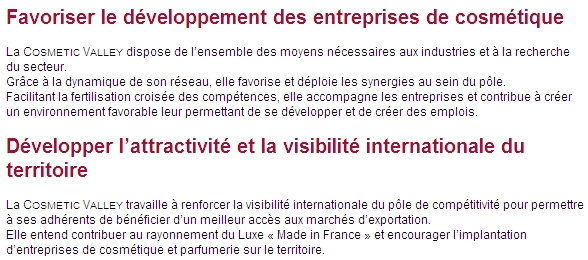 Favoriser le développement des entreprises de cosmétique
La COSMETIC VALLEY dispose de l'ensemble des moyens nécessaires aux industries et à la recherche
du secteur.
Grâce à la dynamique de son réseau, elle favorise et déploie les synergies au sein du pôle.
Facilitant la fertilisation croisée des compétences, elle accompagne les entreprises et contribue à créer
un environnement favorable leur permettant de se développer et de créer des emplois.
Développer l'attractivité et la visibilité internationale du
territoire
La COSMETIC VALLEY travaille à renforcer la visibilité internationale du pôle de compétitivité pour permettre
à ses adhérents de bénéficier d'un meilleur accès aux marchés d'exportation.
Elle entend contribuer au rayonnement du Luxe « Made in France » et encourager l'implantation
d'entreprises de cosmétique et parfumerie sur le territoire.